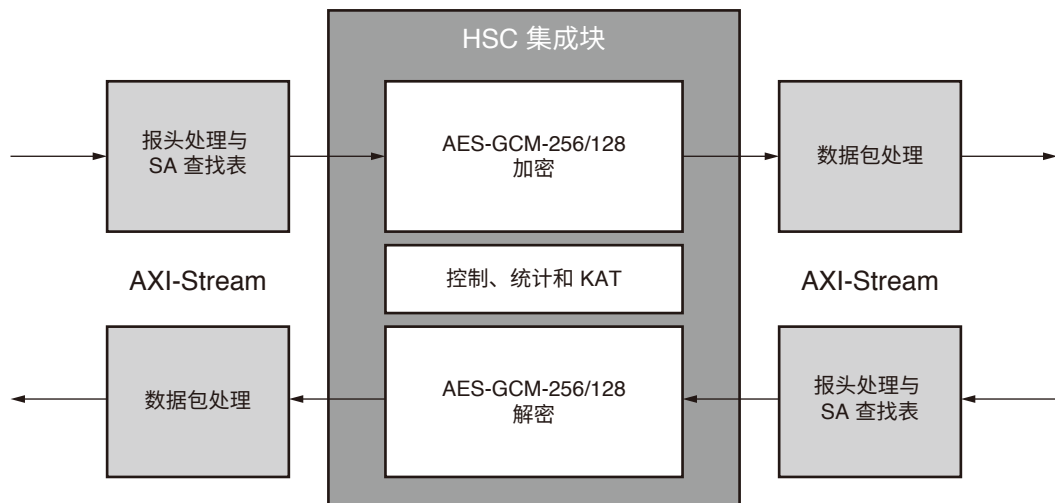 HSC 集成块
报头处理与
SA 查找表
AES-GCM-256/128
加密
数据包处理
AXI-Stream
控制、统计和 KAT
AXI-Stream
数据包处理
AES-GCM-256/128
解密
报头处理与
SA 查找表